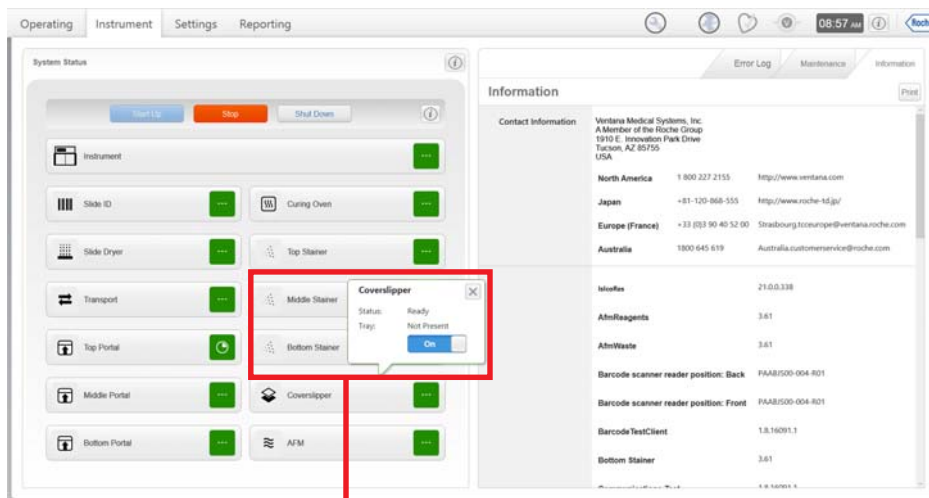 Operating Instrument Settings Reporting
08:57 AM
Roch
System Status
Start Up Stop Shut Down
Instrument
Slide ID
Curing Oven
Slide Dryer
Top Stainer
Transport
Middle Stainer
Top Portal
Bottom Stainer
Middle Portal
Coverslipper
Bottom Portal
AFM
Coverslipper
Status: Ready
Tray: Not Present
On
Error Log Maintenance Information
Information
Print
Contact Information
Ventana Medical Systems, Inc.
A Member of the Roche Group
1910 E. Innovation Park Drive
Tucson, AZ 85755
USA
North America 1 800 227 2155 http://www.ventana.com
Japan +81-120-868-555 http://www.roche-td.jp/
Europe (France) +33 (0)3 90 40 52 00 Strasbourg.tcceurope@ventana.roche.com
Australia 1800 645 619 Australia.customerservice@roche.com
21.0.0.338
AfmReagents 3.61
AfmWaste 3.61
Barcode scanner reader position: Back PAABJS00-004-R01
Barcode scanner reader position: Front PAABJS00-004-R01
BarcodeTestClient 1.8.16091.1
Bottom Stainer 3.61